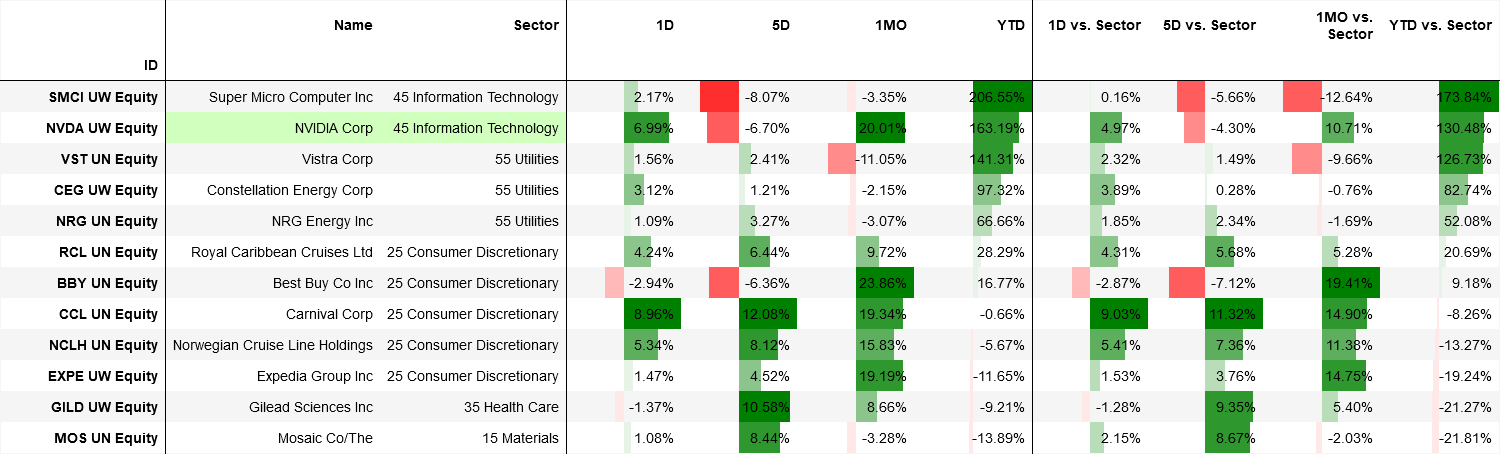 Name Sector 1D 5D 1MO YTD 1D vs. Sector 5D vs. Sector 1MO vs. Sector YTD vs. Sector
ID
SMCI UW Equity Super Micro Computer Inc 45 Information Technology 2.17% -8.07% -3.35% 206.55% 0.16% -5.66% -12.64% 173.84%
NVDA UW Equity NVIDIA Corp 45 Information Technology 6.99% -6.70% 20.01% 163.19% 4.97% -4.30% 10.71% 130.48%
VST UN Equity Vistra Corp 55 Utilities 1.56% 2.41% -11.05% 141.31% 2.32% 1.49% -9.66% 126.73%
CEG UW Equity Constellation Energy Corp 55 Utilities 3.12% 1.21% -2.15% 97.32% 3.89% 0.28% -0.76% 82.74%
NRG UN Equity NRG Energy Inc 55 Utilities 1.09% 3.27% -3.07% 66.66% 1.85% 2.34% -1.69% 52.08%
RCL UN Equity Royal Caribbean Cruises Ltd 25 Consumer Discretionary 4.24% 6.44% 9.72% 28.29% 4.31% 5.68% 5.28% 20.69%
BBY UN Equity Best Buy Co Inc 25 Consumer Discretionary -2.94% -6.36% 23.86% 16.77% -2.87% -7.12% 19.41% 9.18%
CCL UN Equity Carnival Corp 25 Consumer Discretionary 8.96% 12.08% 19.34% -0.66% 9.03% 11.32% 14.90% -8.26%
NCLH UN Equity Norwegian Cruise Line Holdings 25 Consumer Discretionary 5.34% 8.12% 15.83% -5.67% 5.41% 7.36% 11.38% -13.27%
EXPE UW Equity Expedia Group Inc 25 Consumer Discretionary 1.47% 4.52% 19.19% -11.65% 1.53% 3.76% 14.75% -19.24%
GILD UW Equity Gilead Sciences Inc 35 Health Care -1.37% 10.58% 8.66% -9.21% -1.28% 9.35% 5.40% -21.27%
MOS UN Equity Mosaic Co/The 15 Materials 1.08% 8.44% -3.28% -13.89% 2.15% 8.67% -2.03% -21.81%